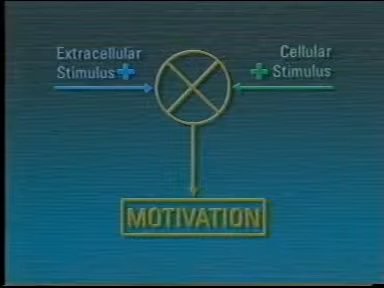 Extracellular
Stimulus +
Cellular
+ Stimulus
MOTIVATION